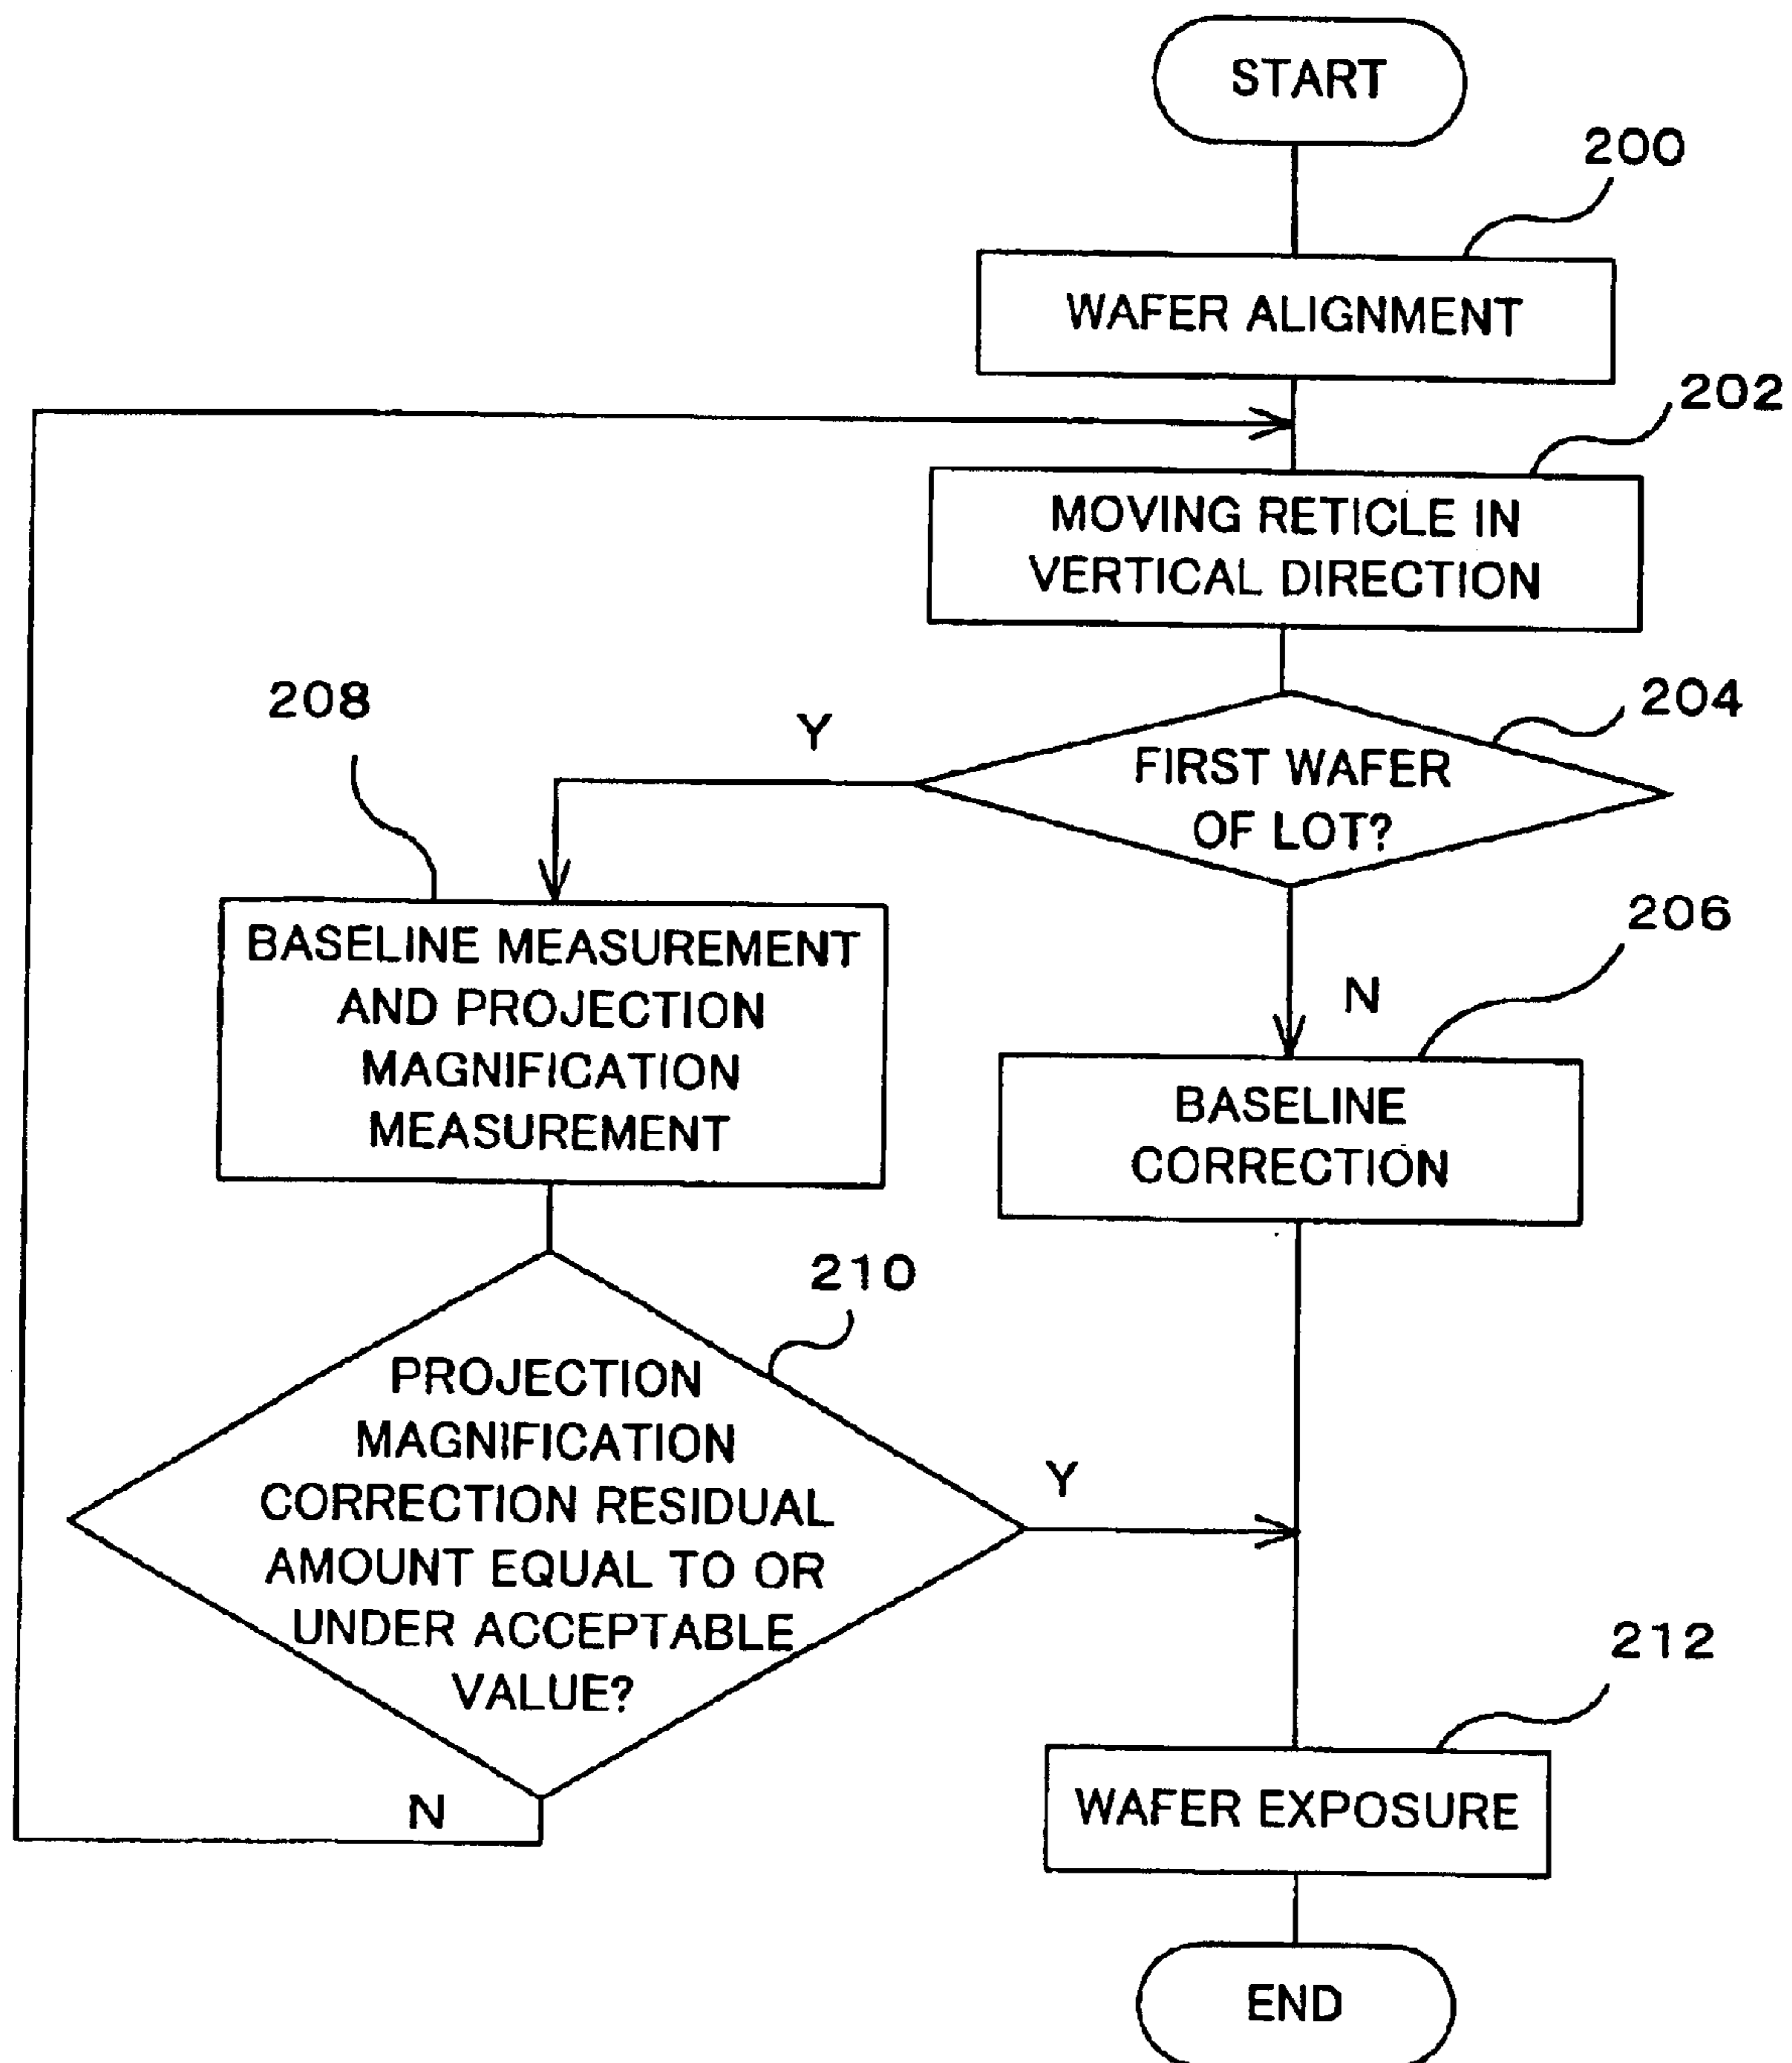 START
200
WAFER ALIGNMENT
202
MOVING RETICLE IN
VERTICAL DIRECTION
204
FIRST WAFER
OF LOT?
Y
208
BASELINE MEASUREMENT
AND PROJECTION
MAGNIFICATION
MEASUREMENT
N
206
BASELINE
CORRECTION
210
PROJECTION
MAGNIFICATION
CORRECTION RESIDUAL
AMOUNT EQUAL TO OR
UNDER ACCEPTABLE
VALUE?
Y
N
212
WAFER EXPOSURE
END